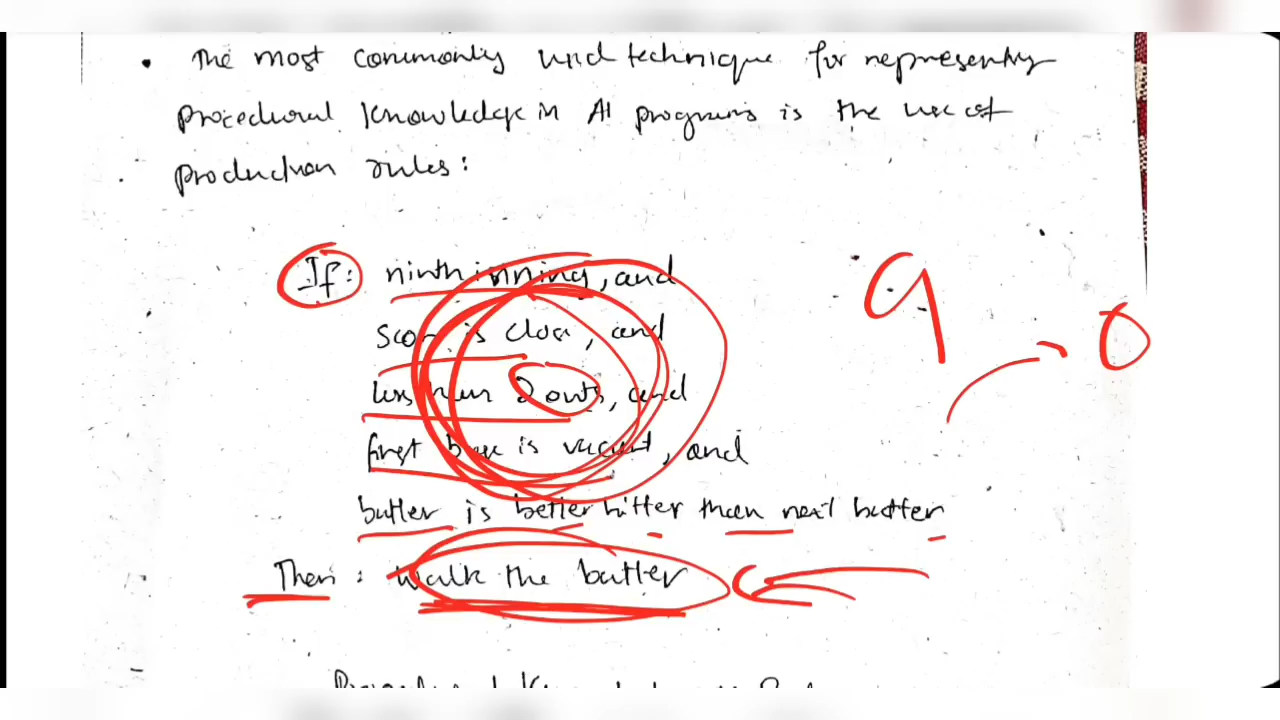 The most commonly used technique for representing
procedural knowledge in AI programs is the use of
production rules:
If: ninth inning, and
score is close, and
less than 2 outs, and
first base is vacant, and
batter is better hitter than next batter
Then: walk the batter
9
0